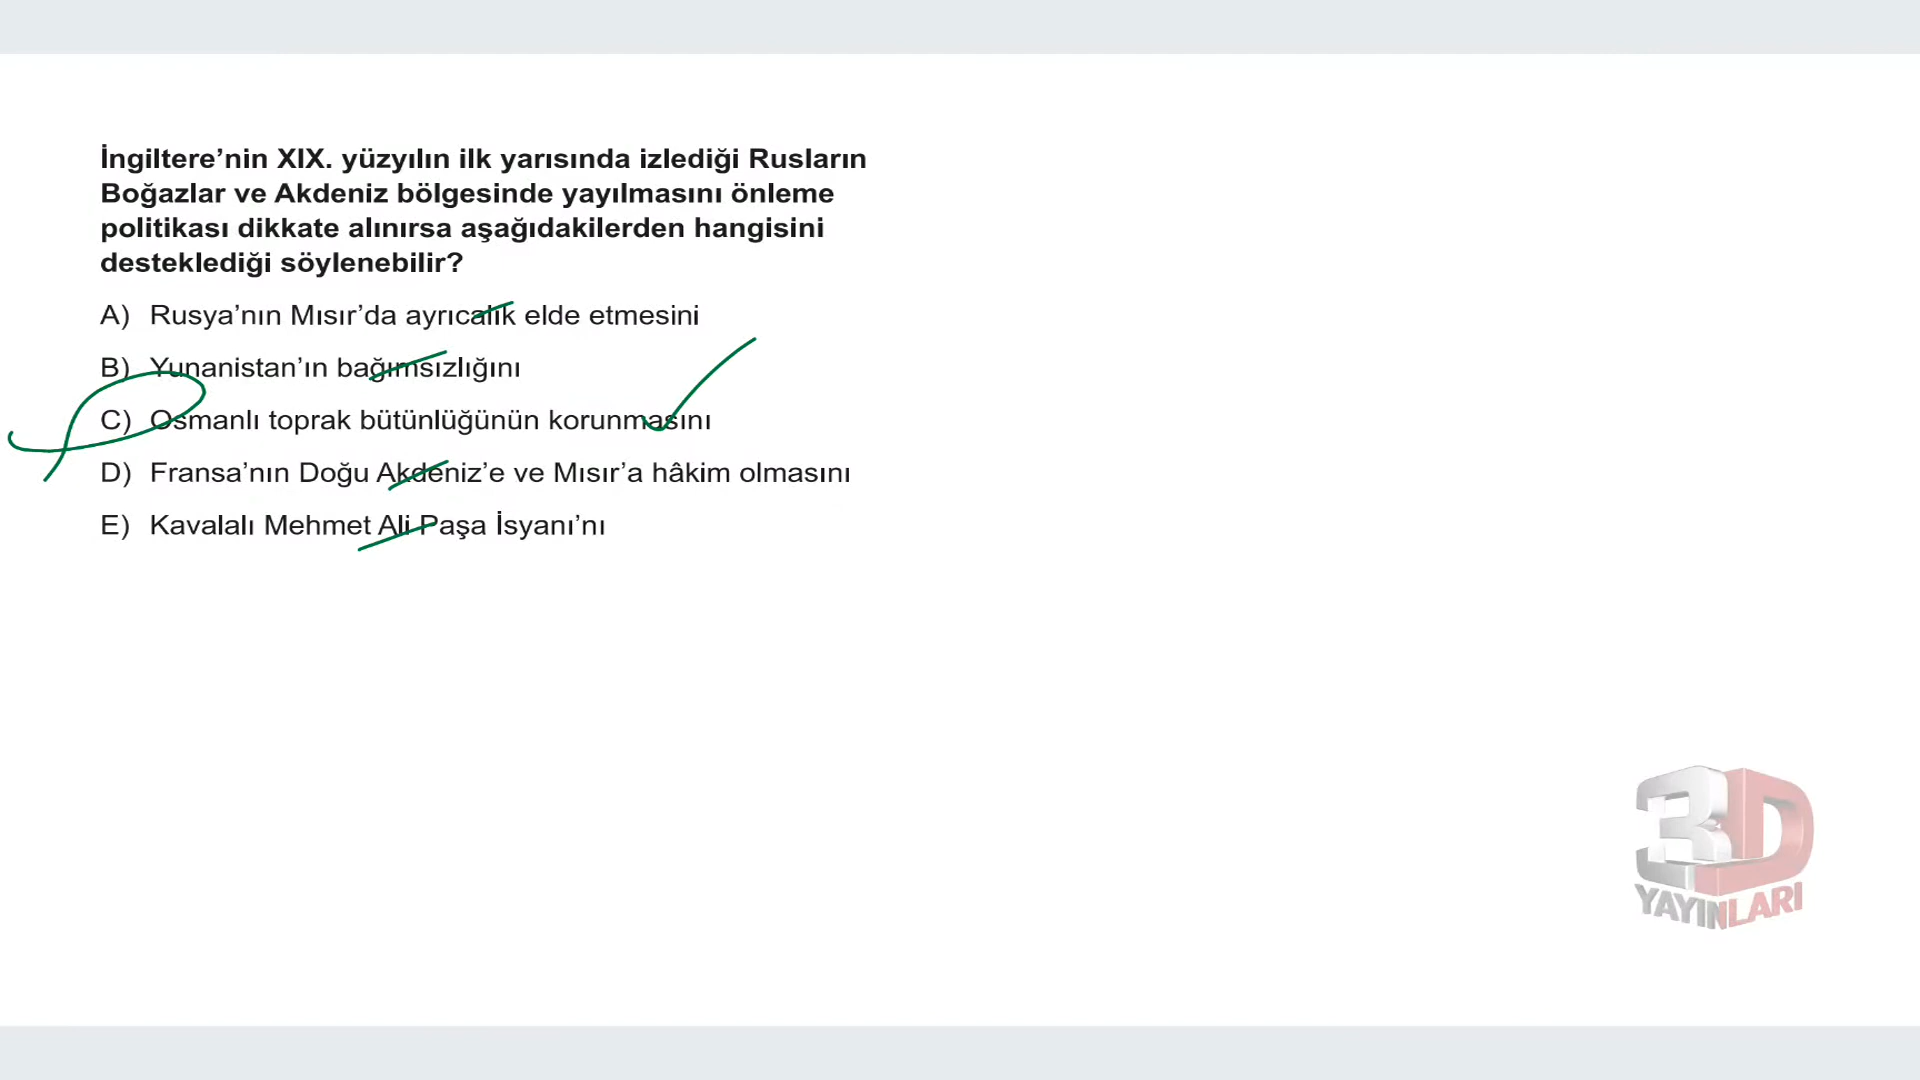 İngiltere’nin XIX. yüzyılın ilk yarısında izlediği Rusların
Boğazlar ve Akdeniz bölgesinde yayılmasını önleme
politikası dikkate alınırsa aşağıdakilerden hangisini
desteklediği söylenebilir?
A) Rusya’nın Mısır’da ayrıcalık elde etmesini
B) Yunanistan’ın bağımsızlığını
C) Osmanlı toprak bütünlüğünün korunmasını
D) Fransa’nın Doğu Akdeniz’e ve Mısır’a hâkim olmasını
E) Kavalalı Mehmet Ali Paşa İsyanı’nı
3D
YAYINLARI